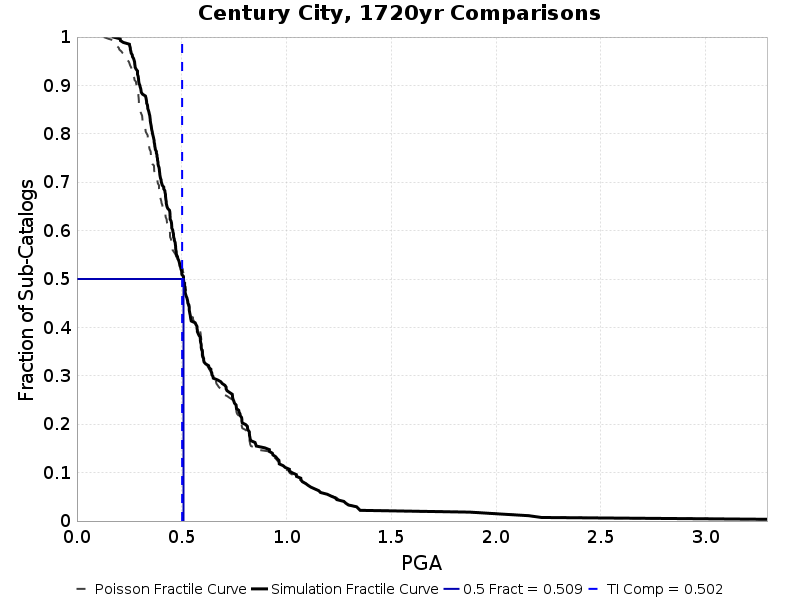 Century City, 1720yr Comparisons
Fraction of Sub-Catalogs
1
0.9
0.8
0.7
0.6
0.5
0.4
0.3
0.2
0.1
0
0.0 0.5 1.0 1.5 2.0 2.5 3.0
PGA
Poisson Fractile Curve Simulation Fractile Curve 0.5 Fract = 0.509 TI Comp = 0.502